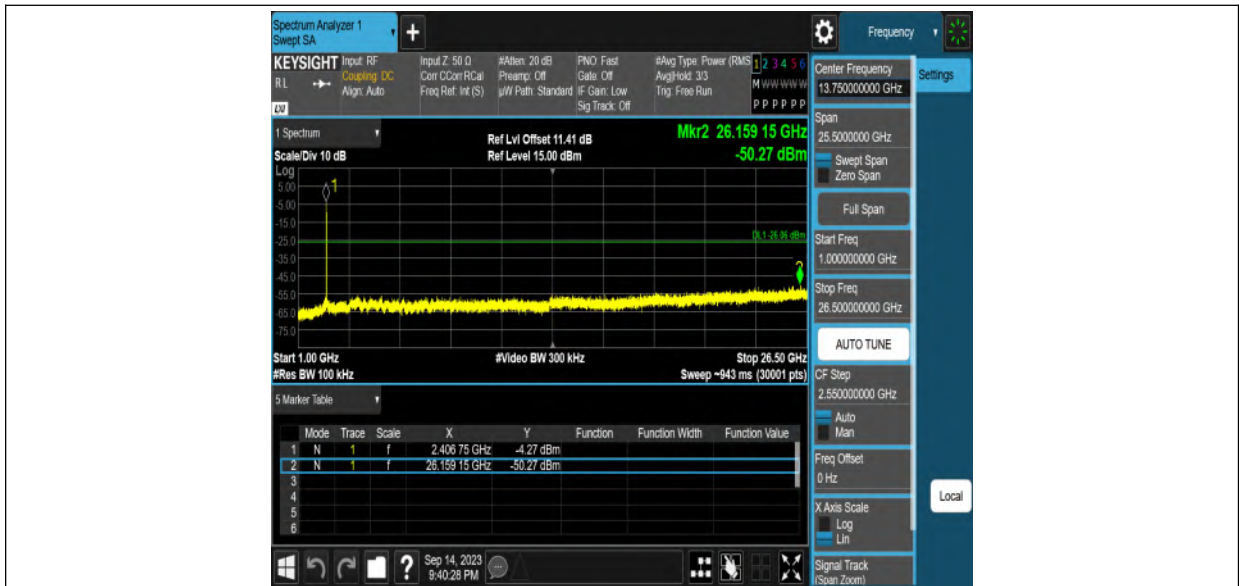 Spectrum Analyzer 1
Swept SA
+
Frequency
KEYSIGHT
RL
LXI
Input: RF
Coupling: DC
Align: Auto
Input Z: 50 Ω
Corr CCorr RCal
Freq Ref: Int (S)
#Atten: 20 dB
Preamp: Off
µW Path: Standard
PNO: Fast
Gate: Off
IF Gain: Low
Sig Track: Off
#Avg Type: Power (RMS
Avg|Hold: 3/3
Trig: Free Run
1 2 3 4 5 6
M W W W W W
P P P P P P
Center Frequency
13.750000000 GHz
Settings
1 Spectrum
Scale/Div 10 dB
Log
Ref Lvl Offset 11.41 dB
Ref Level 15.00 dBm
Mkr2 26.159 15 GHz
-50.27 dBm
Span
25.5000000 GHz
Swept Span
Zero Span
Full Span
5.00
-5.00
-15.0
-25.0
-35.0
-45.0
-55.0
-65.0
-75.0
1
DL1 -26.06 dBm
2
Start Freq
1.000000000 GHz
Stop Freq
26.500000000 GHz
AUTO TUNE
Start 1.00 GHz
#Res BW 100 kHz
#Video BW 300 kHz
Stop 26.50 GHz
Sweep ~943 ms (30001 pts)
CF Step
2.550000000 GHz
Auto
Man
5 Marker Table
Mode Trace Scale X Y Function Function Width Function Value
1 N 1 f 2.406 75 GHz -4.27 dBm
2 N 1 f 26.159 15 GHz -50.27 dBm
3
4
5
6
Freq Offset
0 Hz
X Axis Scale
Log
Lin
Local
Signal Track
(Span Zoom)
?
Sep 14, 2023
9:40:28 PM